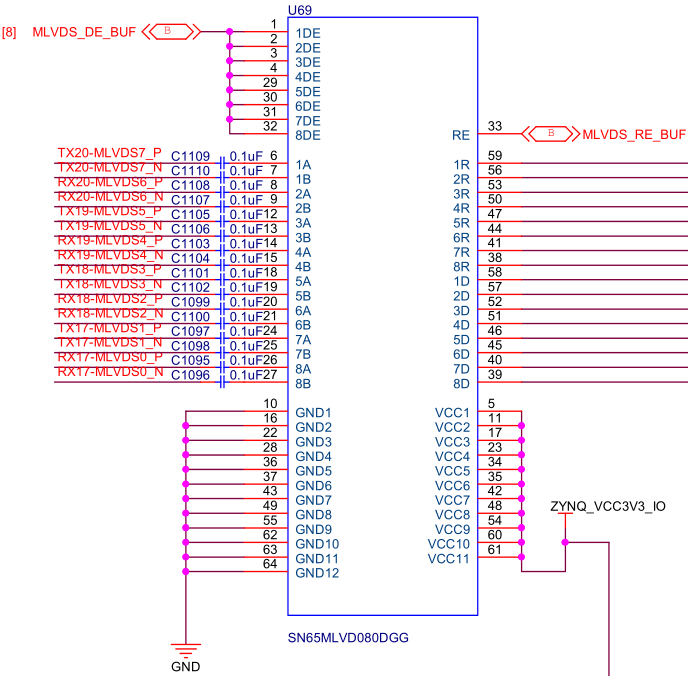 U69
[8] MLVDS_DE_BUF B 1 1DE
2 2DE
3 3DE
4 4DE
29 5DE
30 6DE
31 7DE
32 8DE
33 RE B MLVDS_RE_BUF
TX20-MLVDS7_P C1109 0.1uF 6 1A 1R 59
TX20-MLVDS7_N C1110 0.1uF 7 1B 2R 56
RX20-MLVDS6_P C1108 0.1uF 8 2A 3R 53
RX20-MLVDS6_N C1107 0.1uF 9 2B 4R 50
TX19-MLVDS5_P C1105 0.1uF 12 3A 5R 47
TX19-MLVDS5_N C1106 0.1uF 13 3B 6R 44
RX19-MLVDS4_P C1103 0.1uF 14 4A 7R 41
RX19-MLVDS4_N C1104 0.1uF 15 4B 8R 38
TX18-MLVDS3_P C1101 0.1uF 18 5A 1D 58
TX18-MLVDS3_N C1102 0.1uF 19 5B 2D 57
RX18-MLVDS2_P C1099 0.1uF 20 6A 3D 52
RX18-MLVDS2_N C1100 0.1uF 21 6B 4D 51
TX17-MLVDS1_P C1097 0.1uF 24 7A 5D 46
TX17-MLVDS1_N C1098 0.1uF 25 7B 6D 45
RX17-MLVDS0_P C1095 0.1uF 26 8A 7D 40
RX17-MLVDS0_N C1096 0.1uF 27 8B 8D 39
10 GND1 VCC1 5
16 GND2 VCC2 11
22 GND3 VCC3 17
28 GND4 VCC4 23
36 GND5 VCC5 34
37 GND6 VCC6 35
43 GND7 VCC7 42
49 GND8 VCC8 48
55 GND9 VCC9 54
62 GND10 VCC10 60
63 GND11 VCC11 61
64 GND12
ZYNQ_VCC3V3_IO
SN65MLVD080DGG
GND